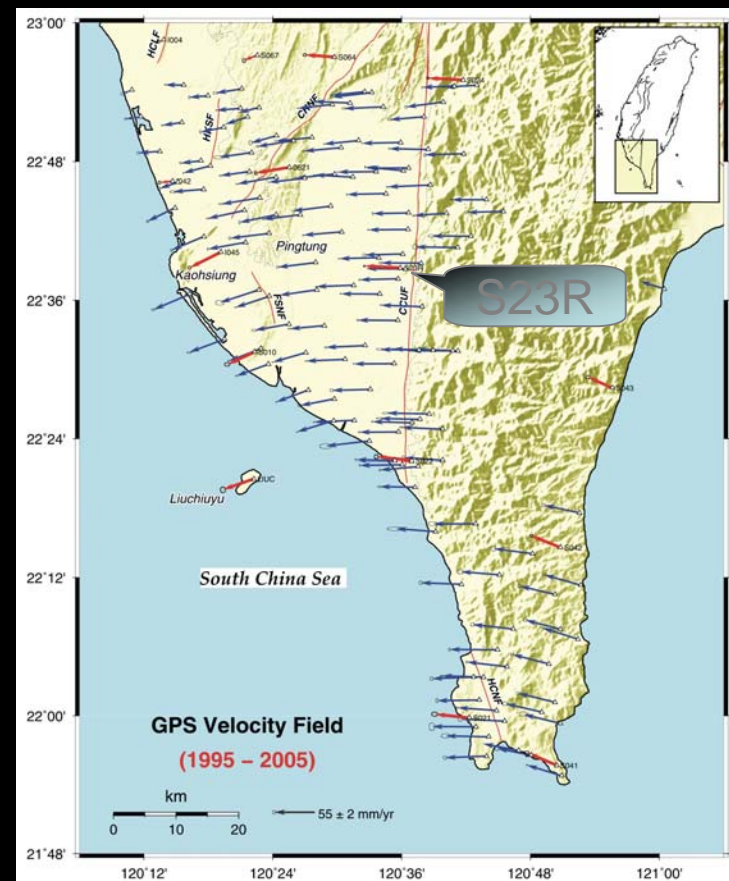 23°00'
22°48'
22°36'
22°24'
22°12'
22°00'
21°48'
HCLF
I004
S067
S064
S024
CHNF
HKSF
I042
Pingtung
I045
Kaohsiung
CCUF
S23R
FSNF
S010
S043
S042
Liuchiuyu
South China Sea
HCNF
S021
S041
GPS Velocity Field
(1995 – 2005)
km
0 10 20
55 ± 2 mm/yr
120°12' 120°24' 120°36' 120°48' 121°00'